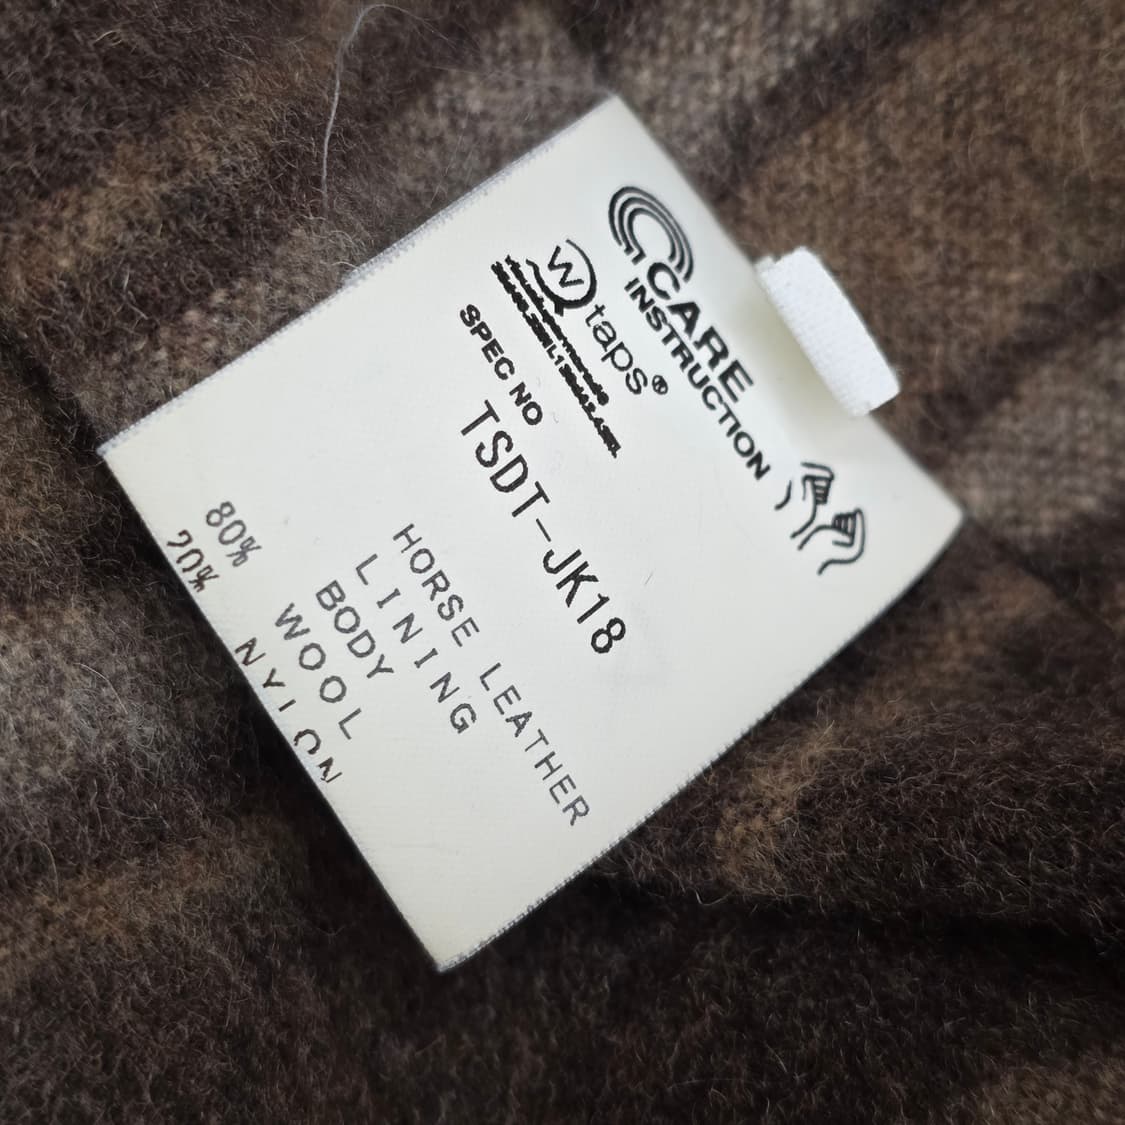 CARE
INSTRUCTION
W taps®
SPEC NO
TSDT-JK18
HORSE LEATHER
LINING
BODY
80% WOOL
20% NYLON